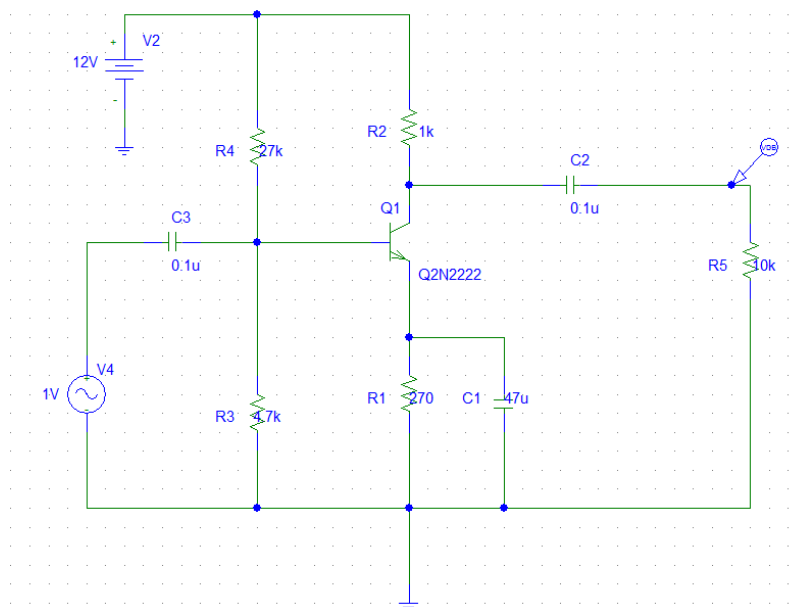 +
V2
12V
-
R4
27k
R2
1k
VDB
C2
0.1u
C3
0.1u
Q1
Q2N2222
R5
10k
V4
1V
+
-
R3
4.7k
R1
270
C1
47u